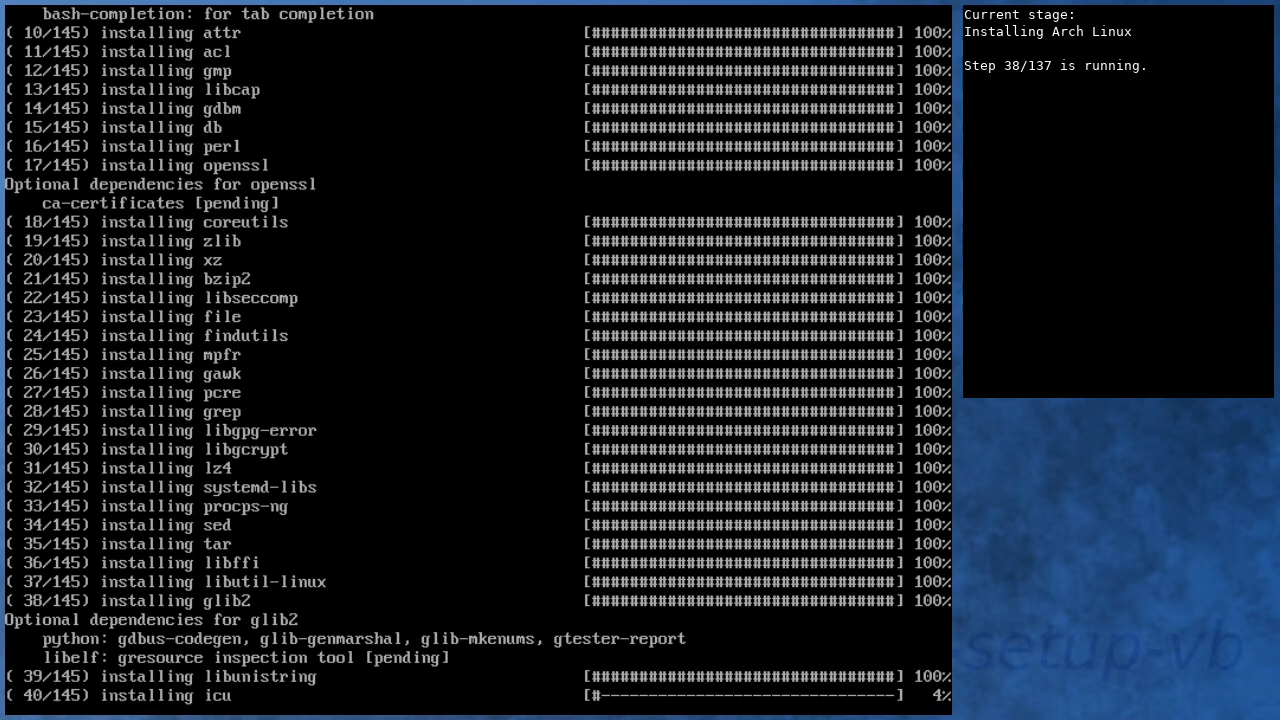 bash-completion: for tab completion
( 10/145) installing attr [################################] 100%
( 11/145) installing acl [################################] 100%
( 12/145) installing gmp [################################] 100%
( 13/145) installing libcap [################################] 100%
( 14/145) installing gdbm [################################] 100%
( 15/145) installing db [################################] 100%
( 16/145) installing perl [################################] 100%
( 17/145) installing openssl [################################] 100%
Optional dependencies for openssl
ca-certificates [pending]
( 18/145) installing coreutils [################################] 100%
( 19/145) installing zlib [################################] 100%
( 20/145) installing xz [################################] 100%
( 21/145) installing bzip2 [################################] 100%
( 22/145) installing libseccomp [################################] 100%
( 23/145) installing file [################################] 100%
( 24/145) installing findutils [################################] 100%
( 25/145) installing mpfr [################################] 100%
( 26/145) installing gawk [################################] 100%
( 27/145) installing pcre [################################] 100%
( 28/145) installing grep [################################] 100%
( 29/145) installing libgpg-error [################################] 100%
( 30/145) installing libgcrypt [################################] 100%
( 31/145) installing lz4 [################################] 100%
( 32/145) installing systemd-libs [################################] 100%
( 33/145) installing procps-ng [################################] 100%
( 34/145) installing sed [################################] 100%
( 35/145) installing tar [################################] 100%
( 36/145) installing libffi [################################] 100%
( 37/145) installing libutil-linux [################################] 100%
( 38/145) installing glib2 [################################] 100%
Optional dependencies for glib2
python: gdbus-codegen, glib-genmarshal, glib-mkenums, gtester-report
libelf: gresource inspection tool [pending]
( 39/145) installing libunistring [################################] 100%
( 40/145) installing icu [#-------------------------------] 4%
Current stage:
Installing Arch Linux
Step 38/137 is running.
setup-vb